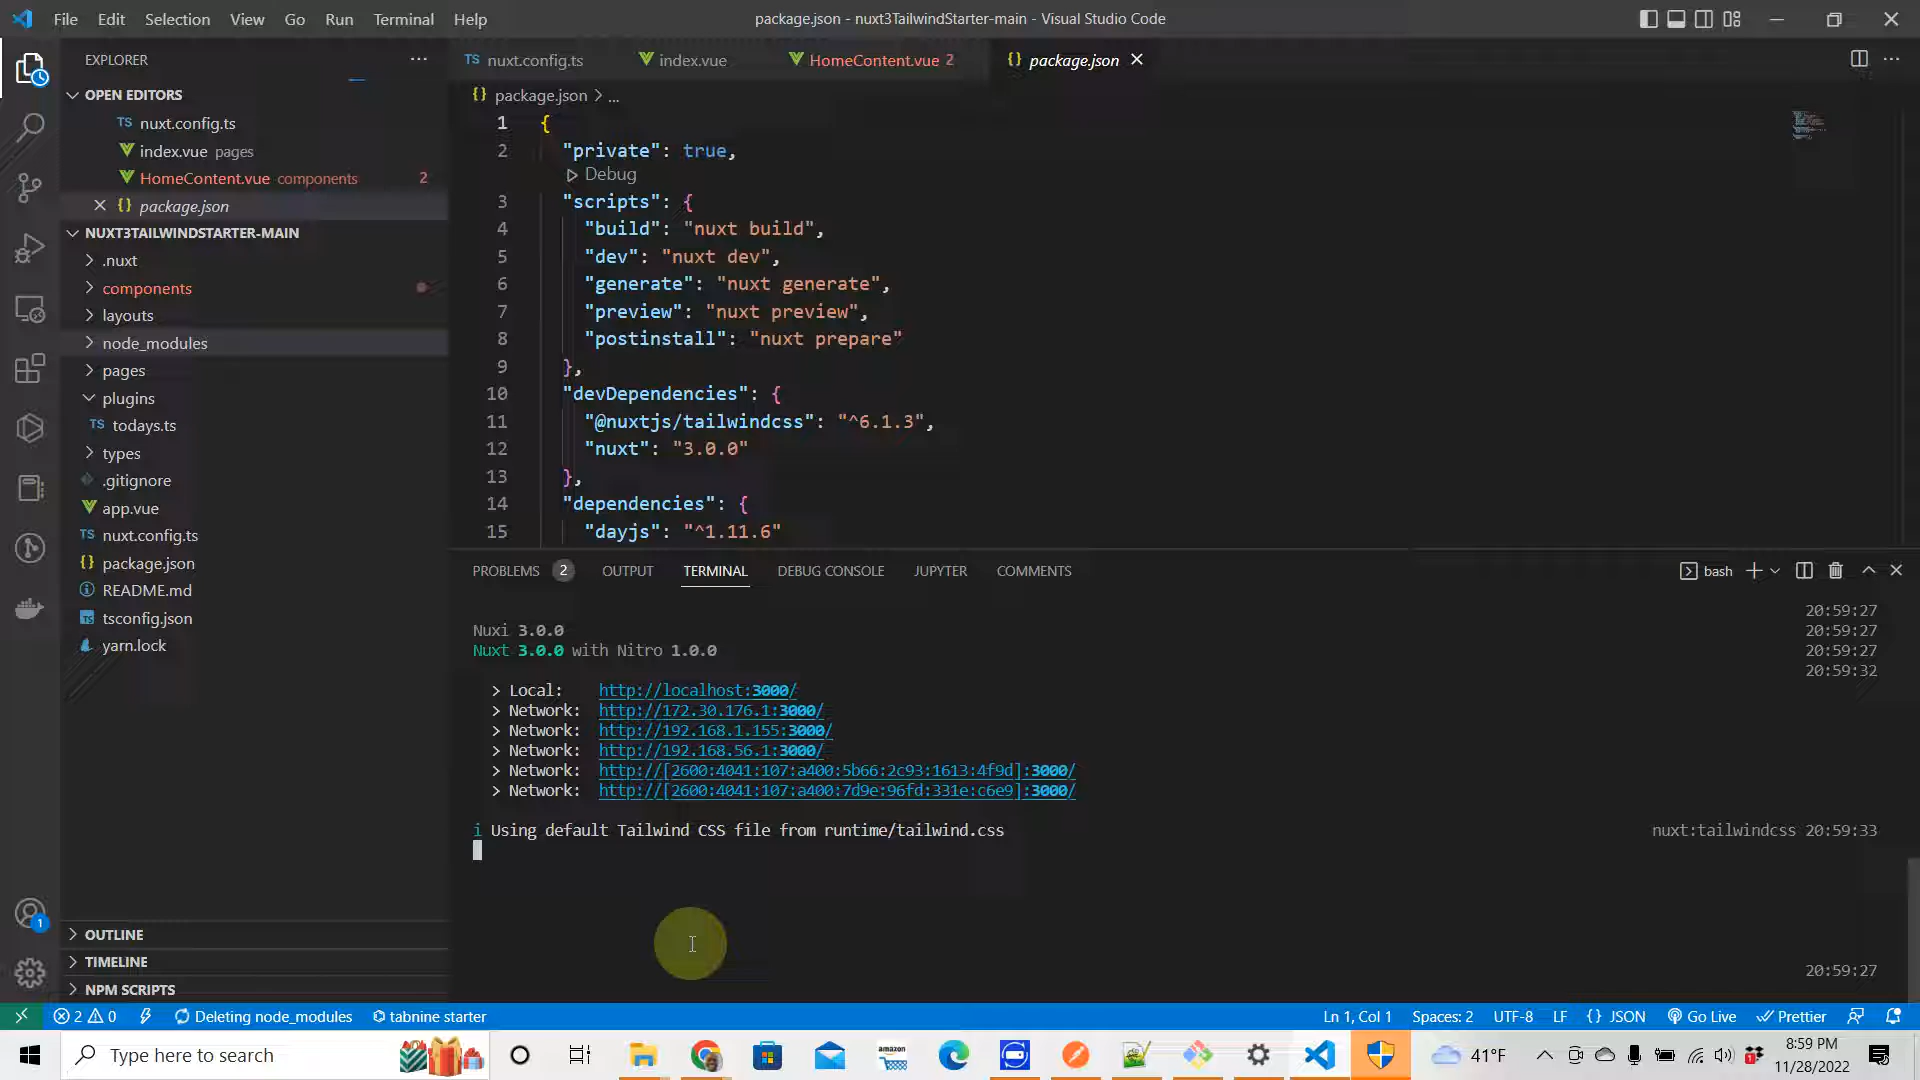 File Edit Selection View Go Run Terminal Help
package.json - nuxt3TailwindStarter-main - Visual Studio Code
EXPLORER
OPEN EDITORS
TS nuxt.config.ts
index.vue pages
HomeContent.vue components 2
{} package.json
NUXT3TAILWINDSTARTER-MAIN
.nuxt
components
layouts
node_modules
pages
plugins
TS todays.ts
types
.gitignore
app.vue
TS nuxt.config.ts
{} package.json
README.md
TS tsconfig.json
yarn.lock
OUTLINE
TIMELINE
NPM SCRIPTS
1
TS nuxt.config.ts
index.vue
HomeContent.vue 2
{} package.json
{} package.json > ...
1 {
2 "private": true,
Debug
3 "scripts": {
4 "build": "nuxt build",
5 "dev": "nuxt dev",
6 "generate": "nuxt generate",
7 "preview": "nuxt preview",
8 "postinstall": "nuxt prepare"
9 },
10 "devDependencies": {
11 "@nuxtjs/tailwindcss": "^6.1.3",
12 "nuxt": "3.0.0"
13 },
14 "dependencies": {
15 "dayjs": "^1.11.6"
PROBLEMS 2 OUTPUT TERMINAL DEBUG CONSOLE JUPYTER COMMENTS
bash
20:59:27
Nuxi 3.0.0 20:59:27
Nuxt 3.0.0 with Nitro 1.0.0 20:59:27
20:59:32
> Local: http://localhost:3000/
> Network: http://172.30.176.1:3000/
> Network: http://192.168.1.155:3000/
> Network: http://192.168.56.1:3000/
> Network: http://[2600:4041:107:a400:5b66:2c93:1613:4f9d]:3000/
> Network: http://[2600:4041:107:a400:7d9e:96fd:331e:c6e9]:3000/
i Using default Tailwind CSS file from runtime/tailwind.css nuxt:tailwindcss 20:59:33
20:59:27
2 0 Deleting node_modules tabnine starter
Ln 1, Col 1 Spaces: 2 UTF-8 LF {} JSON Go Live Prettier
Type here to search
amazon
41°F
8:59 PM
11/28/2022